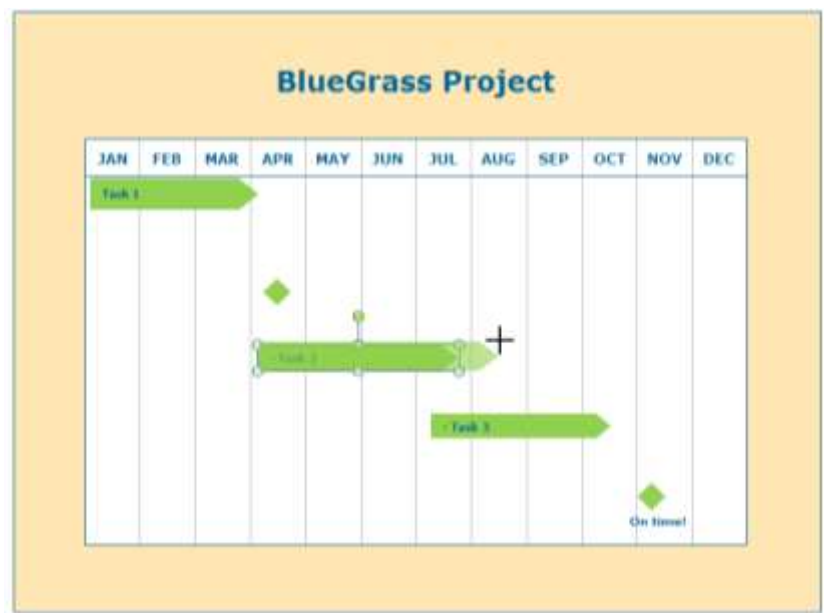 BlueGrass Project
JAN FEB MAR APR MAY JUN JUL AUG SEP OCT NOV DEC
Task 1
- Task 2
- Task 3
On time!